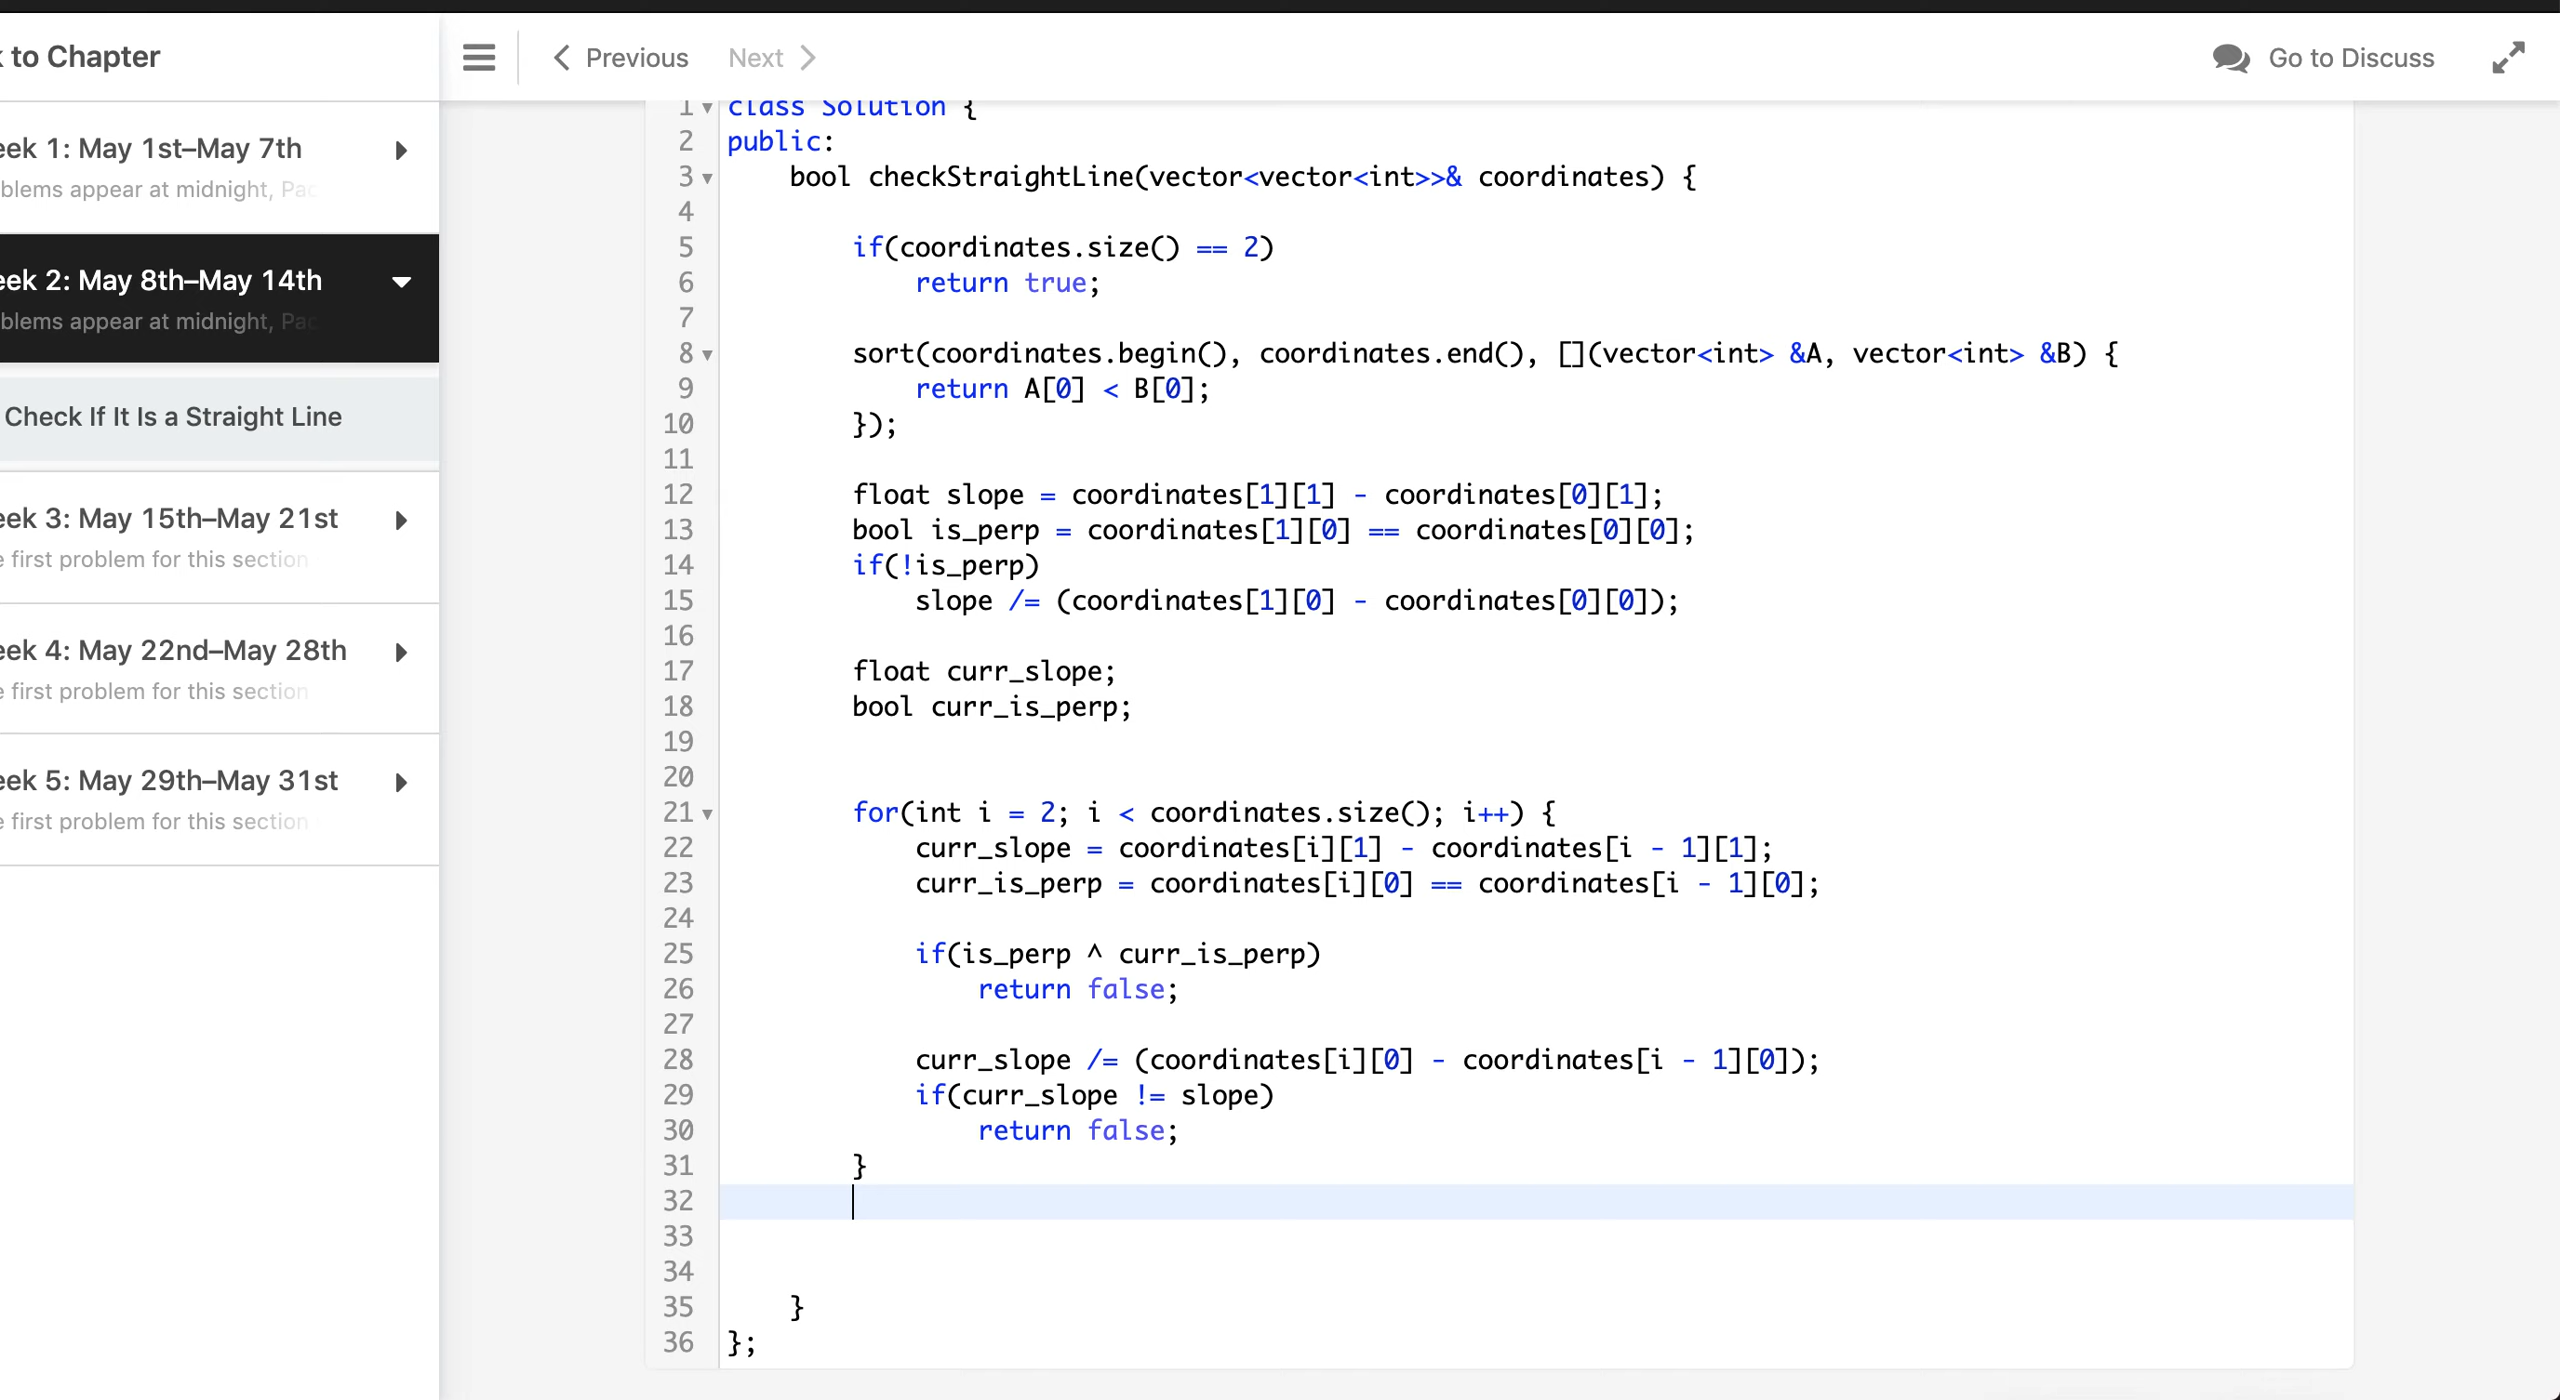 to Chapter
Previous
Next
Go to Discuss
eek 1: May 1st–May 7th
blems appear at midnight, Pac
eek 2: May 8th–May 14th
blems appear at midnight, Pac
Check If It Is a Straight Line
eek 3: May 15th–May 21st
e first problem for this section
eek 4: May 22nd–May 28th
e first problem for this section
eek 5: May 29th–May 31st
e first problem for this section
1 class Solution {
2 public:
3     bool checkStraightLine(vector<vector<int>>& coordinates) {
4
5         if(coordinates.size() == 2)
6             return true;
7
8         sort(coordinates.begin(), coordinates.end(), [](vector<int> &A, vector<int> &B) {
9             return A[0] < B[0];
10         });
11
12         float slope = coordinates[1][1] - coordinates[0][1];
13         bool is_perp = coordinates[1][0] == coordinates[0][0];
14         if(!is_perp)
15             slope /= (coordinates[1][0] - coordinates[0][0]);
16
17         float curr_slope;
18         bool curr_is_perp;
19
20
21         for(int i = 2; i < coordinates.size(); i++) {
22             curr_slope = coordinates[i][1] - coordinates[i - 1][1];
23             curr_is_perp = coordinates[i][0] == coordinates[i - 1][0];
24
25             if(is_perp ^ curr_is_perp)
26                 return false;
27
28             curr_slope /= (coordinates[i][0] - coordinates[i - 1][0]);
29             if(curr_slope != slope)
30                 return false;
31         }
32
33
34
35     }
36 };